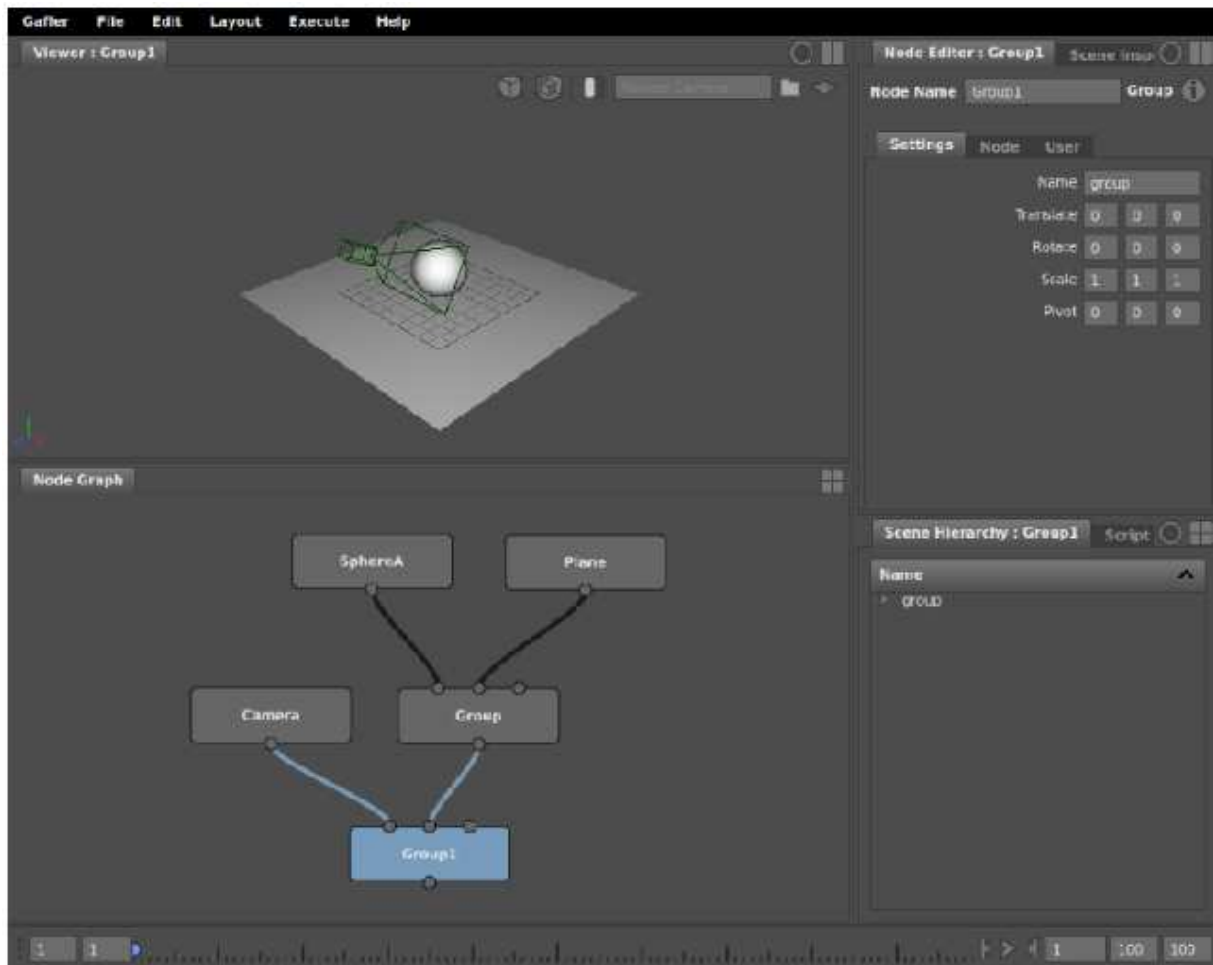 Gaffer File Edit Layout Execute Help
Viewer : Group1
Node Editor : Group1
Node Name Group1 Group
Settings Node User
Name group
Translate 0 0 0
Rotate 0 0 0
Scale 1 1 1
Pivot 0 0 0
Node Graph
SphereA
Plane
Camera
Group
Group1
Scene Hierarchy : Group1 Script
Name
group
1 1
1 100 100